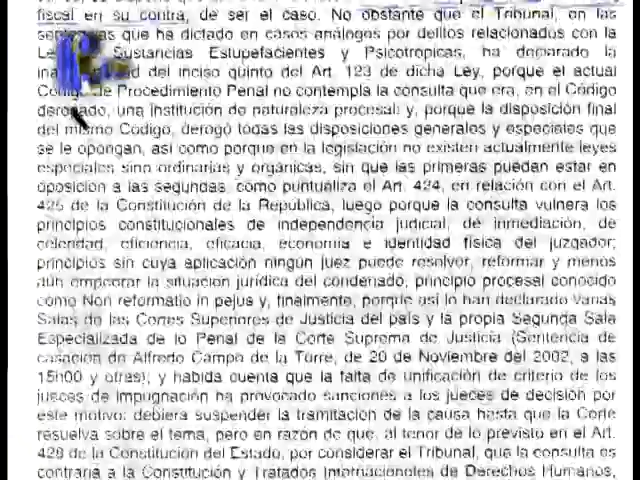 fiscal en su contra, de ser el caso. No obstante que el Tribunal, en las
que ha dictado en casos análogos por delitos relacionados con la
Sustancias Estupefacientes y Psicotrópicas, ha declarado la
del inciso quinto del Art. 123 de dicha Ley, porque el actual
de Procedimiento Penal no contempla la consulta que era, en el Código
derogado, una institución de naturaleza procesal: y, porque la disposición final
del mismo Código, derogó todas las disposiciones generales y especiales que
se le opongan, así como porque en la legislación no existen actualmente leyes
especiales sino ordinarias y orgánicas, sin que las primeras puedan estar en
oposición a las segundas, como puntualiza el Art. 424, en relación con el Art.
425 de la Constitución de la República, luego porque la consulta vulnera los
principios constitucionales de independencia judicial, de inmediación, de
celeridad, eficiencia, eficacia, economía e identidad física del juzgador;
principios sin cuya aplicación ningún juez puede resolver, reformar y menos
aún empeorar la situación jurídica del condenado, principio procesal conocido
como Non reformatio in pejus y, finalmente, porque así lo han declarado varias
Salas de las Cortes Superiores de Justicia del país y la propia Segunda Sala
Especializada de lo Penal de la Corte Suprema de Justicia (Sentencia de
casación de Alfredo Campo de la Torre, de 20 de Noviembre del 2002, a las
15h00 y otras), y habida cuenta que la falta de unificación de criterio de los
jueces de impugnación ha provocado sanciones a los jueces de decisión por
este motivo; debiera suspender la tramitación de la causa hasta que la Corte
resuelva sobre el tema, pero en razón de que, al tenor de lo previsto en el Art.
428 de la Constitución del Estado, por considerar el Tribunal, que la consulta es
contraria a la Constitución y Tratados Internacionales de Derechos Humanos,